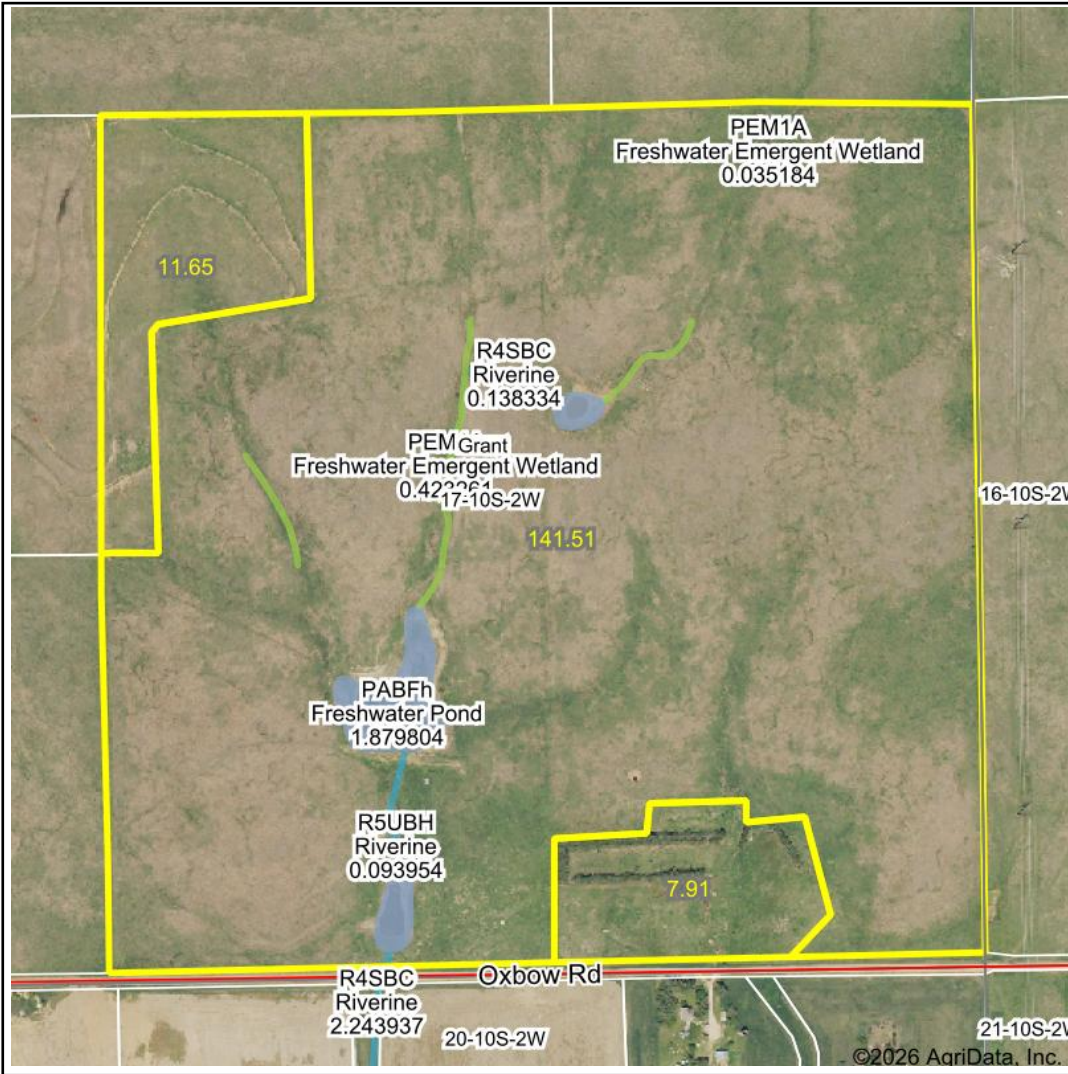 PEM1A
Freshwater Emergent Wetland
0.035184
11.65
R4SBC
Riverine
0.138334
Grant
Freshwater Emergent Wetland
17-10S-2W
16-10S-2W
141.51
PABFh
Freshwater Pond
1.879804
R5UBH
Riverine
0.093954
7.91
Oxbow Rd
R4SBC
Riverine
2.243937
20-10S-2W
21-10S-2W
©2026 AgriData, Inc.